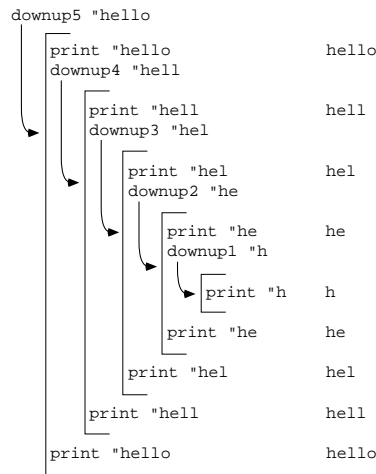 downup5 "hello
print "hello hello
downup4 "hell
print "hell hell
downup3 "hel
print "hel hel
downup2 "he
print "he he
downup1 "h
print "h h
print "he he
print "hel hel
print "hell hell
print "hello hello